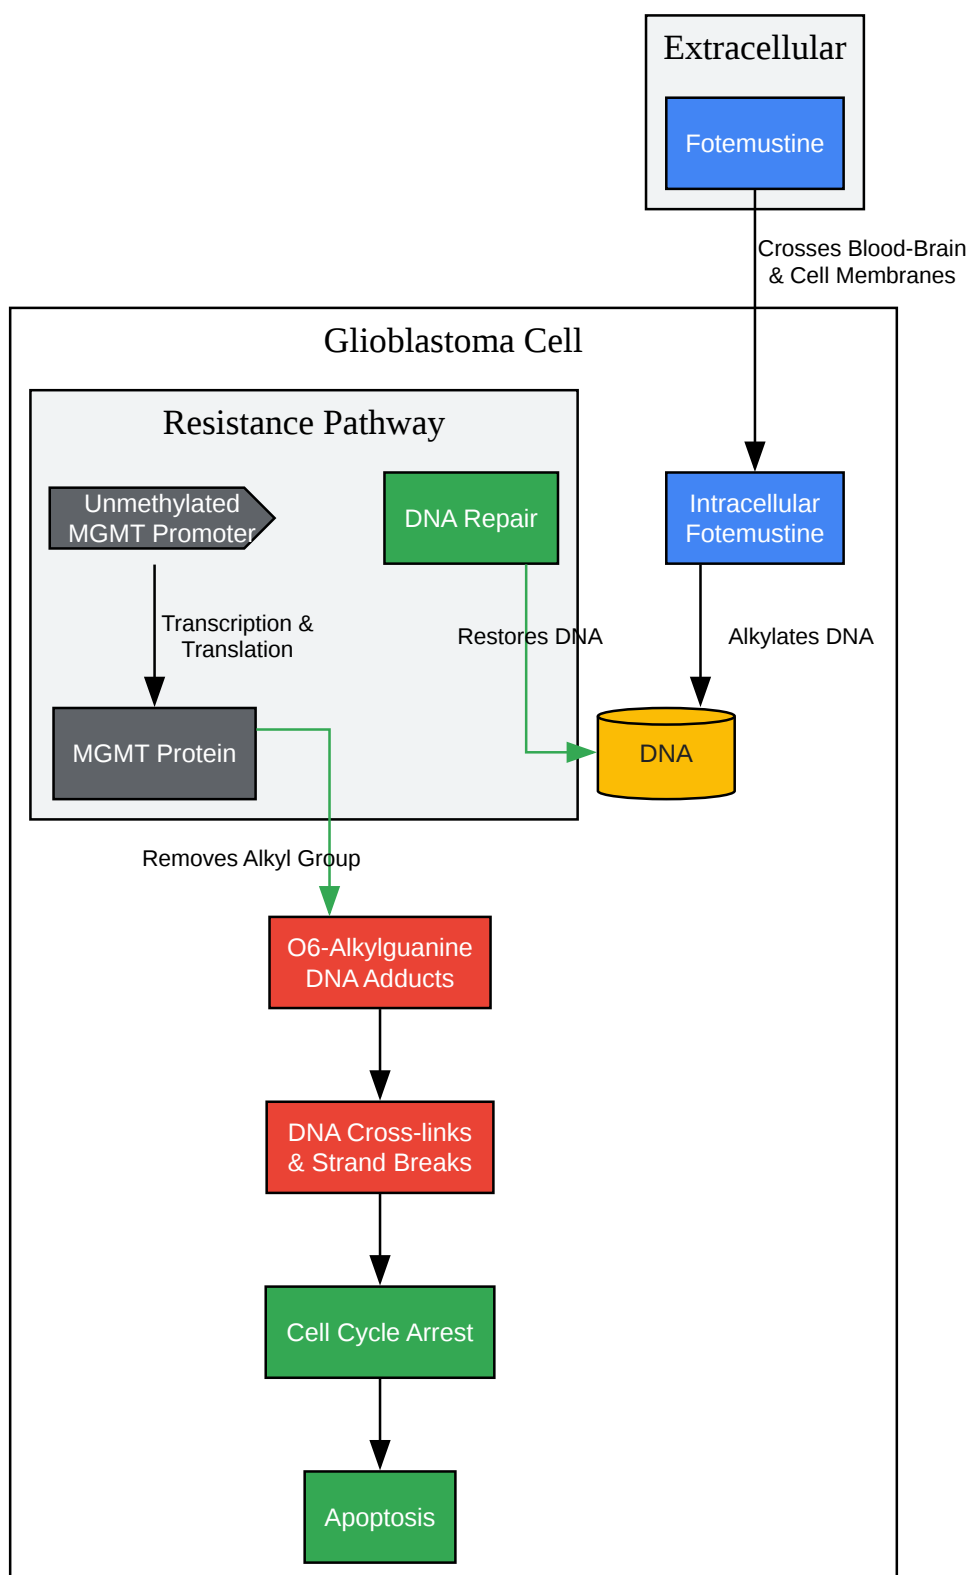 Extracellular
Fotemustine
Crosses Blood-Brain
& Cell Membranes
Glioblastoma Cell
Resistance Pathway
Unmethylated
MGMT Promoter
DNA Repair
Intracellular
Fotemustine
Transcription &
Translation
Restores DNA
Alkylates DNA
MGMT Protein
DNA
Removes Alkyl Group
O6-Alkylguanine
DNA Adducts
DNA Cross-links
& Strand Breaks
Cell Cycle Arrest
Apoptosis